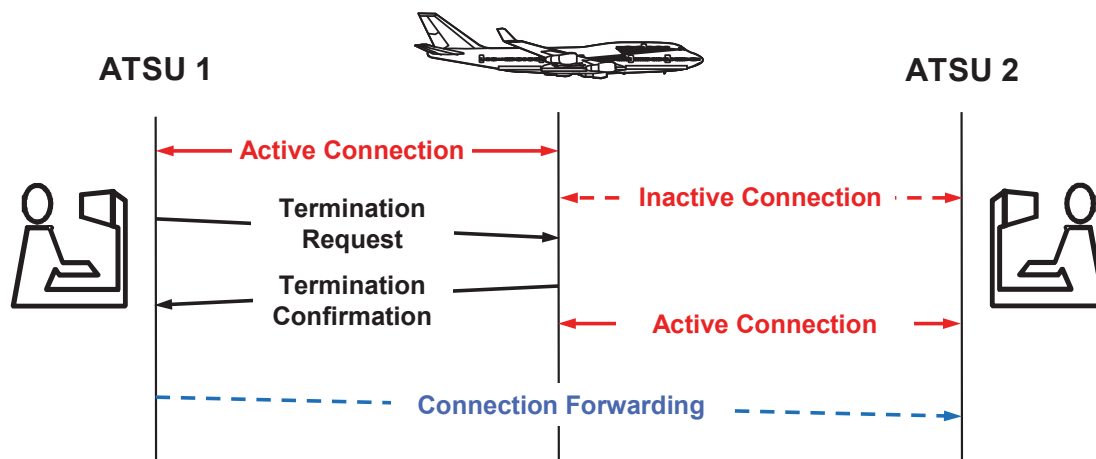 ATSU 1
ATSU 2
Active Connection
Inactive Connection
Termination
Request
Termination
Confirmation
Active Connection
Connection Forwarding